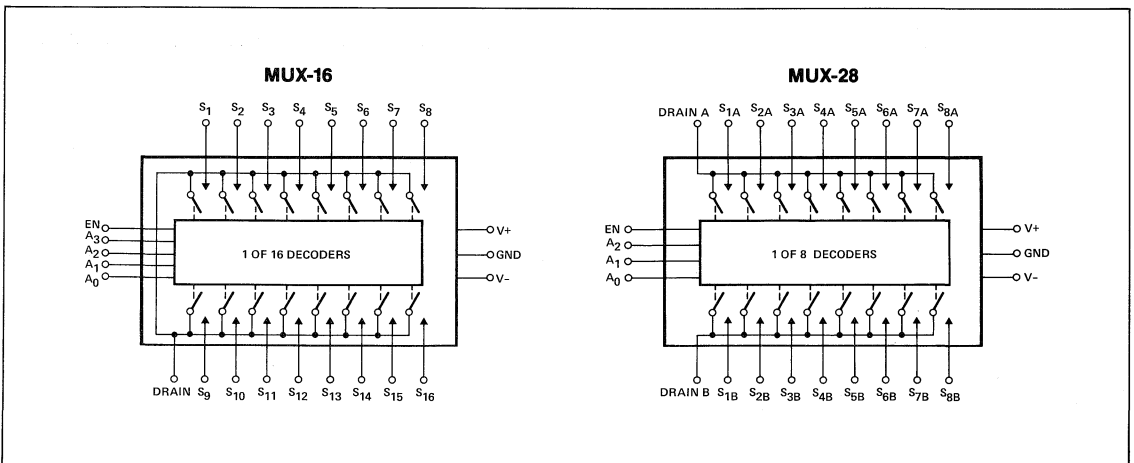 MUX-16
S1 S2 S3 S4 S5 S6 S7 S8
EN
A3
A2
A1
A0
1 OF 16 DECODERS
V+
GND
V−
DRAIN S9 S10 S11 S12 S13 S14 S15 S16
MUX-28
DRAIN A S1A S2A S3A S4A S5A S6A S7A S8A
EN
A2
A1
A0
1 OF 8 DECODERS
V+
GND
V−
DRAIN B S1B S2B S3B S4B S5B S6B S7B S8B